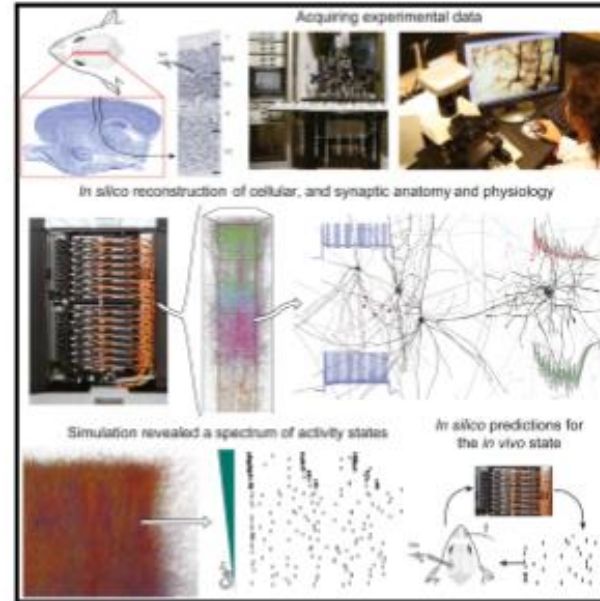 Acquiring experimental data
In silico reconstruction of cellular, and synaptic anatomy and physiology
Simulation revealed a spectrum of activity states
In silico predictions for
the in vivo state
Ca2+